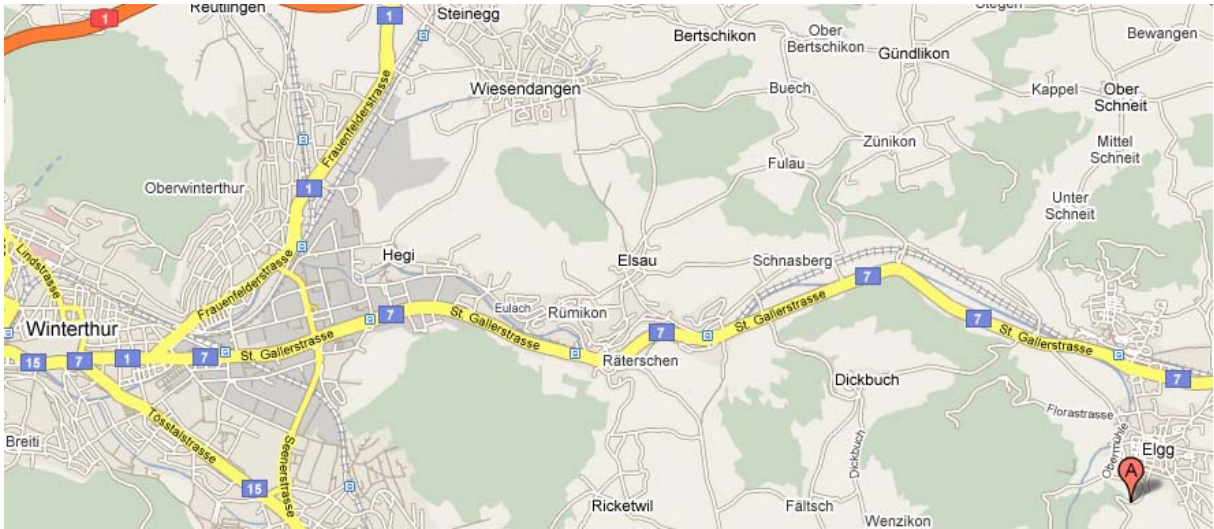 Reutlingen
1
1
Steinegg
Stegen
Bertschikon
Ober
Bertschikon
Gündlikon
Bewangen
Wiesendangen
Buech
Kappel
Ober
Schneit
Frauenfelderstrasse
Zünikon
Mittel
Schneit
Fulau
Oberwinterthur
1
Unter
Schneit
Lindstrasse
Hegi
Elsau
Schnasberg
Frauenfelderstrasse
7
Eulach
Rümikon
7
St. Gallerstrasse
7
St. Gallerstrasse
7
Winterthur
St. Gallerstrasse
7
St. Gallerstrasse
15
7
1
7
Räterschen
Dickbuch
7
Tösstalstrasse
Seenerstrasse
Florastrasse
Breiti
Dickbuch
Obermühle
Elgg
A
15
Ricketwil
Fältsch
Wenzikon